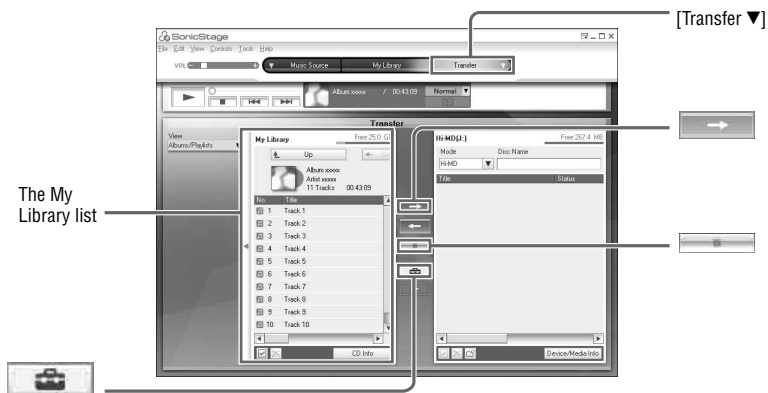 [Transfer ▼]
SonicStage
File Edit View Controls Tools Help
VOL
Music Source My Library Transfer
Album xxxxx / 00:43:09 Normal
Transfer
View
Albums/Playlists
My Library Free:25.0 G
Up
Album xxxxx
Artist xxxxx
11 Tracks 00:43:09
No. Title
1 Track 1
2 Track 2
3 Track 3
4 Track 4
5 Track 5
6 Track 6
7 Track 7
8 Track 8
9 Track 9
10 Track 10
CD Info
Hi-MD(J:) Free:267.4 MB
Mode Disc Name
Hi-MD
Title Status
Device/Media Info
The My
Library list